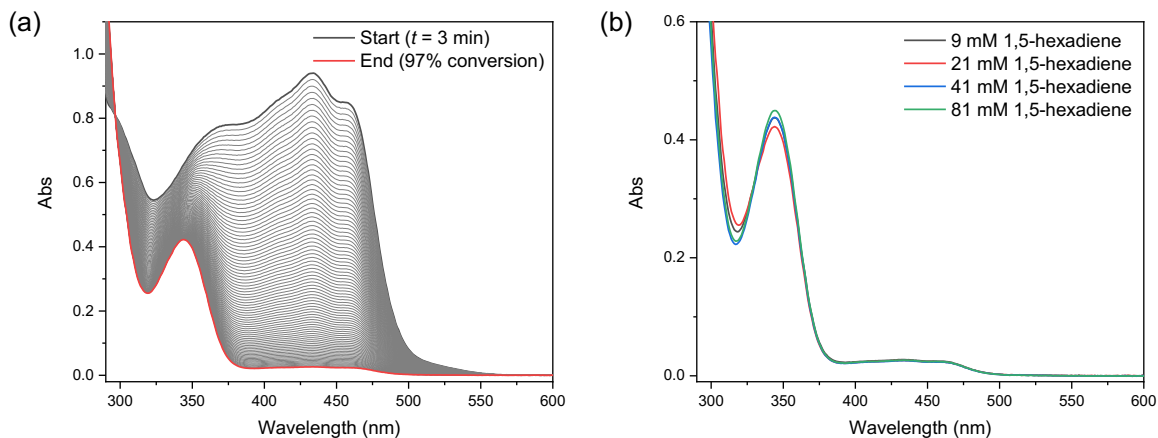 (a)
Start (t = 3 min)
End (97% conversion)
1.0
0.8
0.6
0.4
0.2
0.0
Abs
300 350 400 450 500 550 600
Wavelength (nm)
(b)
9 mM 1,5-hexadiene
21 mM 1,5-hexadiene
41 mM 1,5-hexadiene
81 mM 1,5-hexadiene
0.6
0.4
0.2
0.0
Abs
300 350 400 450 500 550 600
Wavelength (nm)